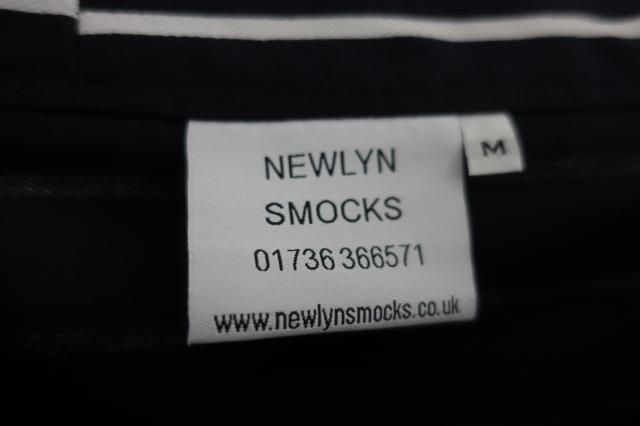 NEWLYN
SMOCKS
01736 366571
www.newlynsmocks.co.uk
M